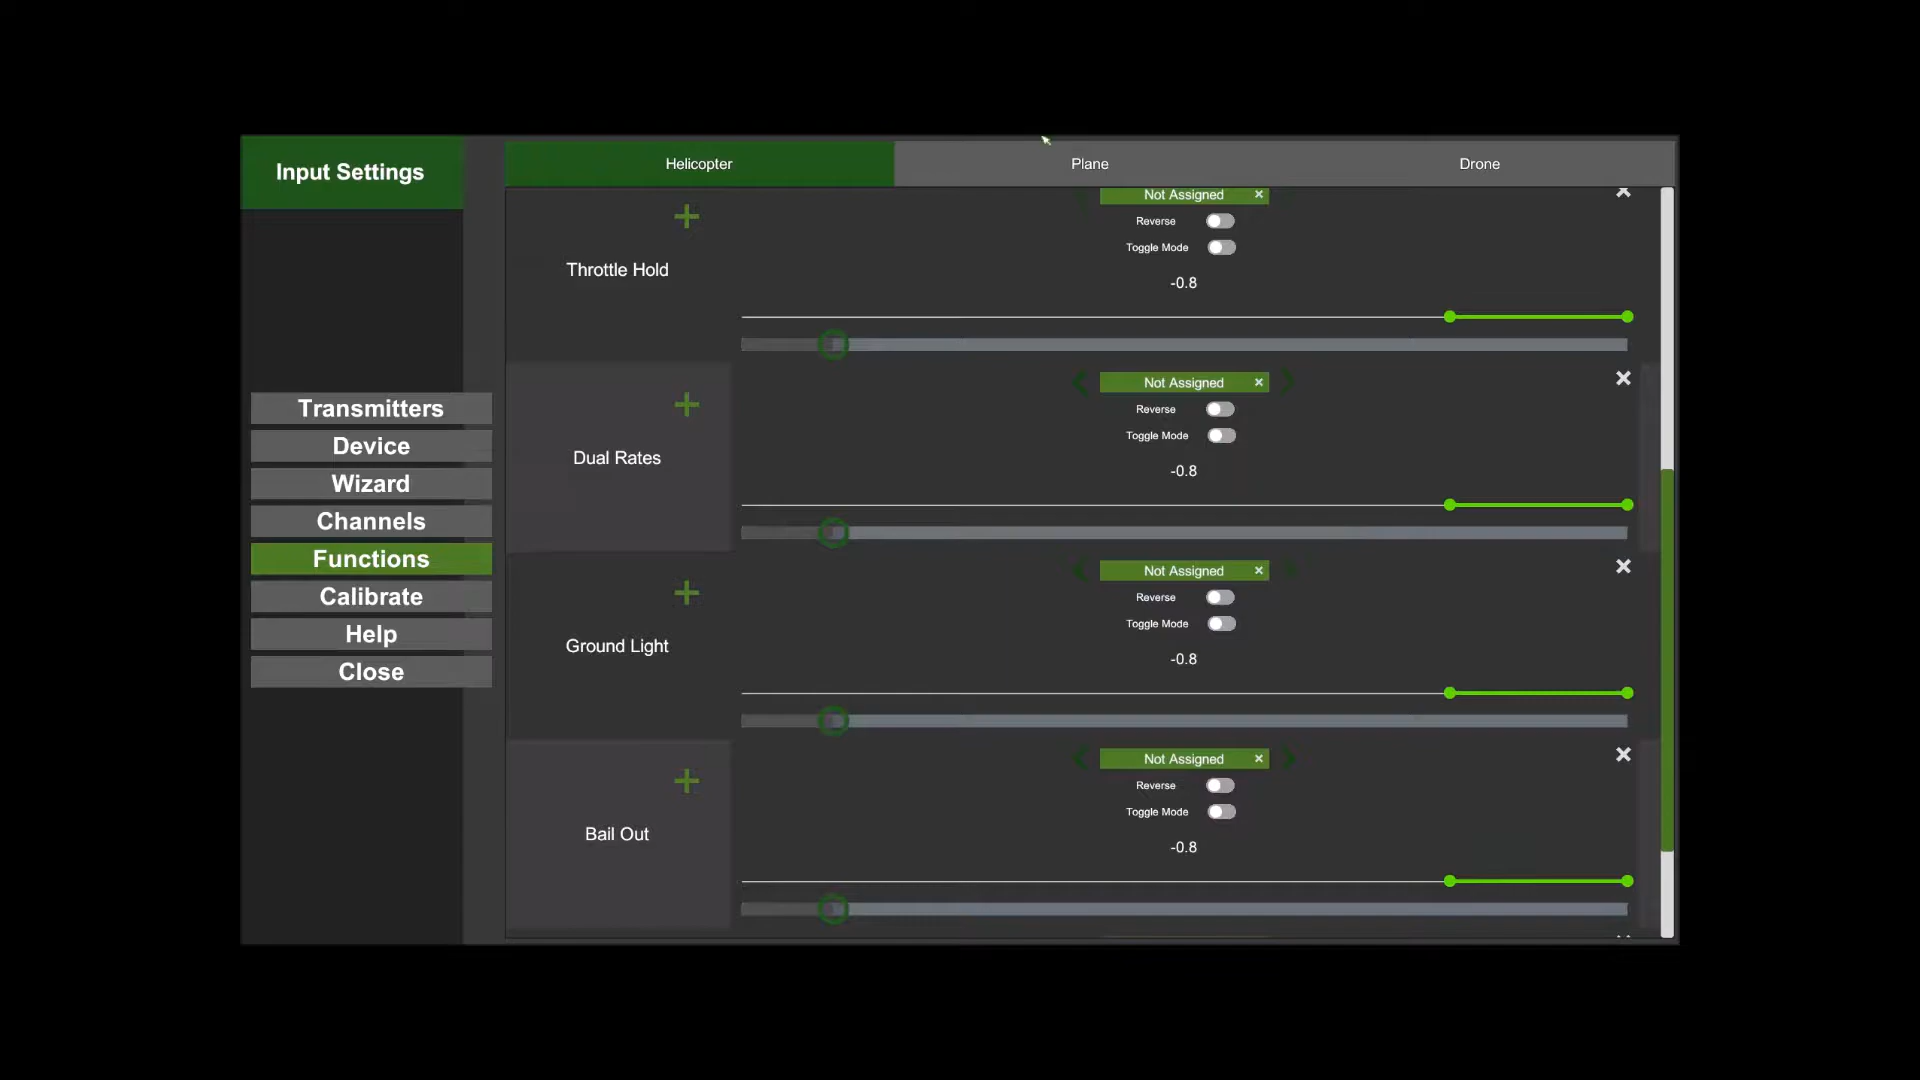 Input Settings
Helicopter
Plane
Drone
Transmitters
Device
Wizard
Channels
Functions
Calibrate
Help
Close
Throttle Hold
Not Assigned
Reverse
Toggle Mode
-0.8
Dual Rates
Not Assigned
Reverse
Toggle Mode
-0.8
Ground Light
Not Assigned
Reverse
Toggle Mode
-0.8
Bail Out
Not Assigned
Reverse
Toggle Mode
-0.8